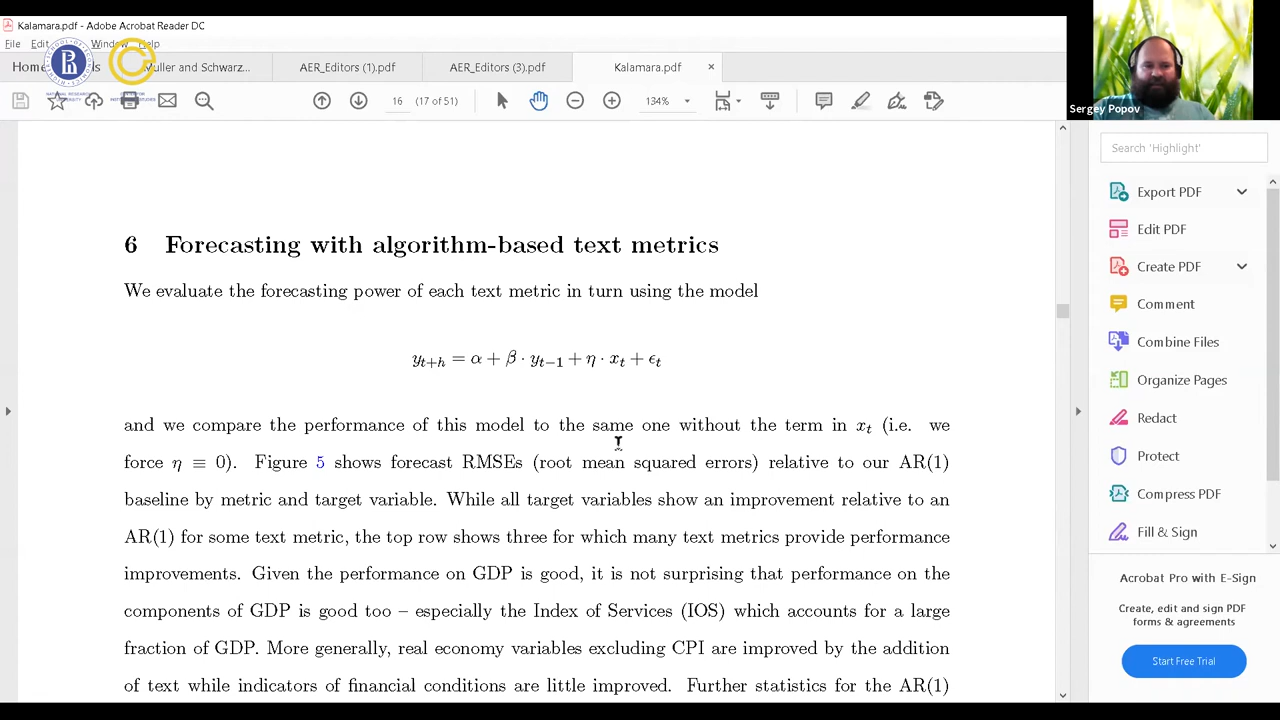 Kalamara.pdf - Adobe Acrobat Reader DC
File Edit Window Help
Muller and Schwarz... AER_Editors (1).pdf AER_Editors (3).pdf Kalamara.pdf ×
16 (17 of 51) 134%
Sergey Popov
6 Forecasting with algorithm-based text metrics
We evaluate the forecasting power of each text metric in turn using the model
y_{t+h} = α + β · y_{t−1} + η · x_t + ϵ_t
and we compare the performance of this model to the same one without the term in x_t (i.e. we
force η ≡ 0). Figure 5 shows forecast RMSEs (root mean squared errors) relative to our AR(1)
baseline by metric and target variable. While all target variables show an improvement relative to an
AR(1) for some text metric, the top row shows three for which many text metrics provide performance
improvements. Given the performance on GDP is good, it is not surprising that performance on the
components of GDP is good too – especially the Index of Services (IOS) which accounts for a large
fraction of GDP. More generally, real economy variables excluding CPI are improved by the addition
of text while indicators of financial conditions are little improved. Further statistics for the AR(1)
Search 'Highlight'
Export PDF
Edit PDF
Create PDF
Comment
Combine Files
Organize Pages
Redact
Protect
Compress PDF
Fill & Sign
Acrobat Pro with E-Sign
Create, edit and sign PDF
forms & agreements
Start Free Trial